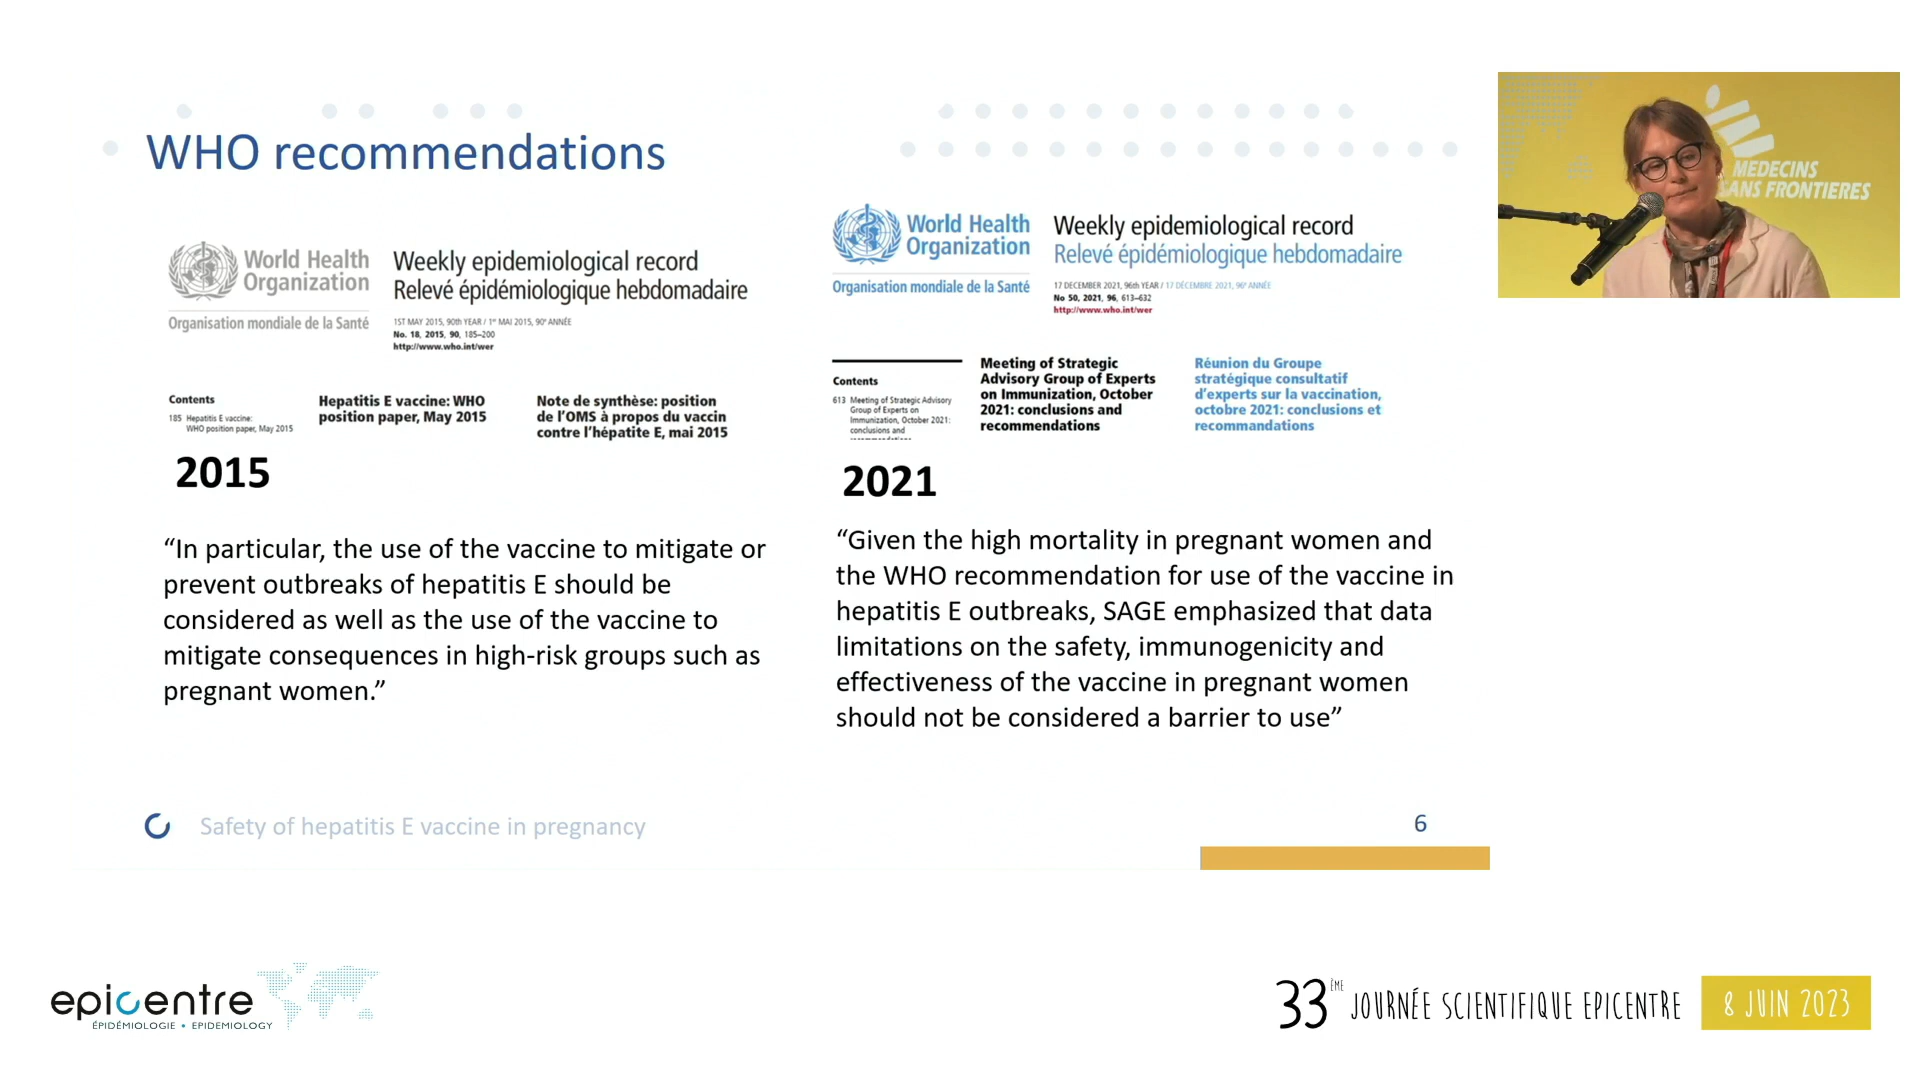 WHO recommendations
World Health
Organization
Organisation mondiale de la Santé
Weekly epidemiological record
Relevé épidémiologique hebdomadaire
1ST MAY 2015, 90th YEAR / 1er MAI 2015, 90e ANNÉE
No. 18, 2015, 90, 185–200
http://www.who.int/wer
Contents
185 Hepatitis E vaccine:
WHO position paper, May 2015
Hepatitis E vaccine: WHO
position paper, May 2015
Note de synthèse: position
de l’OMS à propos du vaccin
contre l’hépatite E, mai 2015
2015
“In particular, the use of the vaccine to mitigate or
prevent outbreaks of hepatitis E should be
considered as well as the use of the vaccine to
mitigate consequences in high-risk groups such as
pregnant women.”
World Health
Organization
Organisation mondiale de la Santé
Weekly epidemiological record
Relevé épidémiologique hebdomadaire
17 DECEMBER 2021, 96th YEAR / 17 DÉCEMBRE 2021, 96e ANNÉE
No 50, 2021, 96, 613–632
http://www.who.int/wer
Contents
613 Meeting of Strategic Advisory
Group of Experts on
Immunization, October 2021:
conclusions and
Meeting of Strategic
Advisory Group of Experts
on Immunization, October
2021: conclusions and
recommendations
Réunion du Groupe
stratégique consultatif
d’experts sur la vaccination,
octobre 2021: conclusions et
recommandations
2021
“Given the high mortality in pregnant women and
the WHO recommendation for use of the vaccine in
hepatitis E outbreaks, SAGE emphasized that data
limitations on the safety, immunogenicity and
effectiveness of the vaccine in pregnant women
should not be considered a barrier to use”
Safety of hepatitis E vaccine in pregnancy
6
MEDECINS
SANS FRONTIERES
epicentre
ÉPIDÉMIOLOGIE • EPIDEMIOLOGY
33ÈME JOURNÉE SCIENTIFIQUE EPICENTRE
8 JUIN 2023